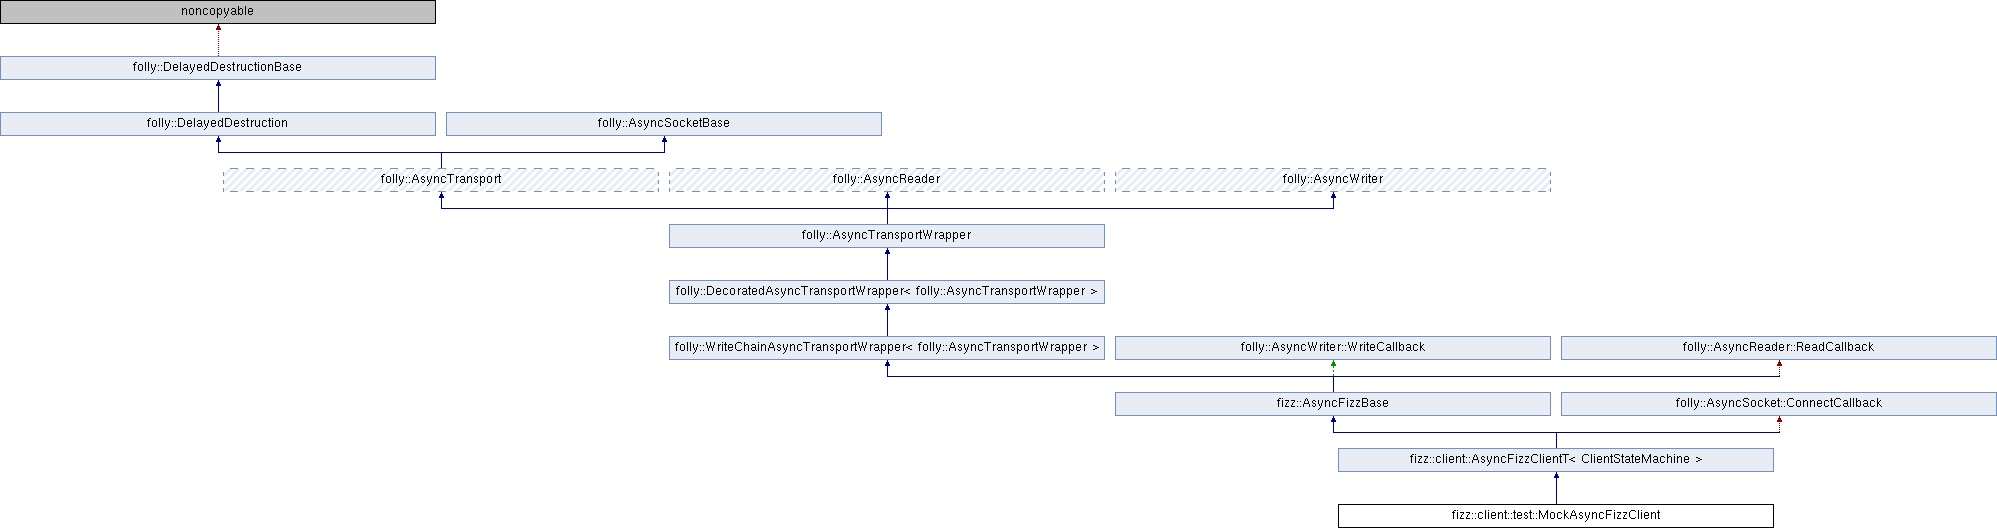 noncopyable
folly::DelayedDestructionBase
folly::DelayedDestruction
folly::AsyncSocketBase
folly::AsyncTransport
folly::AsyncReader
folly::AsyncWriter
folly::AsyncTransportWrapper
folly::DecoratedAsyncTransportWrapper< folly::AsyncTransportWrapper >
folly::WriteChainAsyncTransportWrapper< folly::AsyncTransportWrapper >
folly::AsyncWriter::WriteCallback
folly::AsyncReader::ReadCallback
fizz::AsyncFizzBase
folly::AsyncSocket::ConnectCallback
fizz::client::AsyncFizzClientT< ClientStateMachine >
fizz::client::test::MockAsyncFizzClient